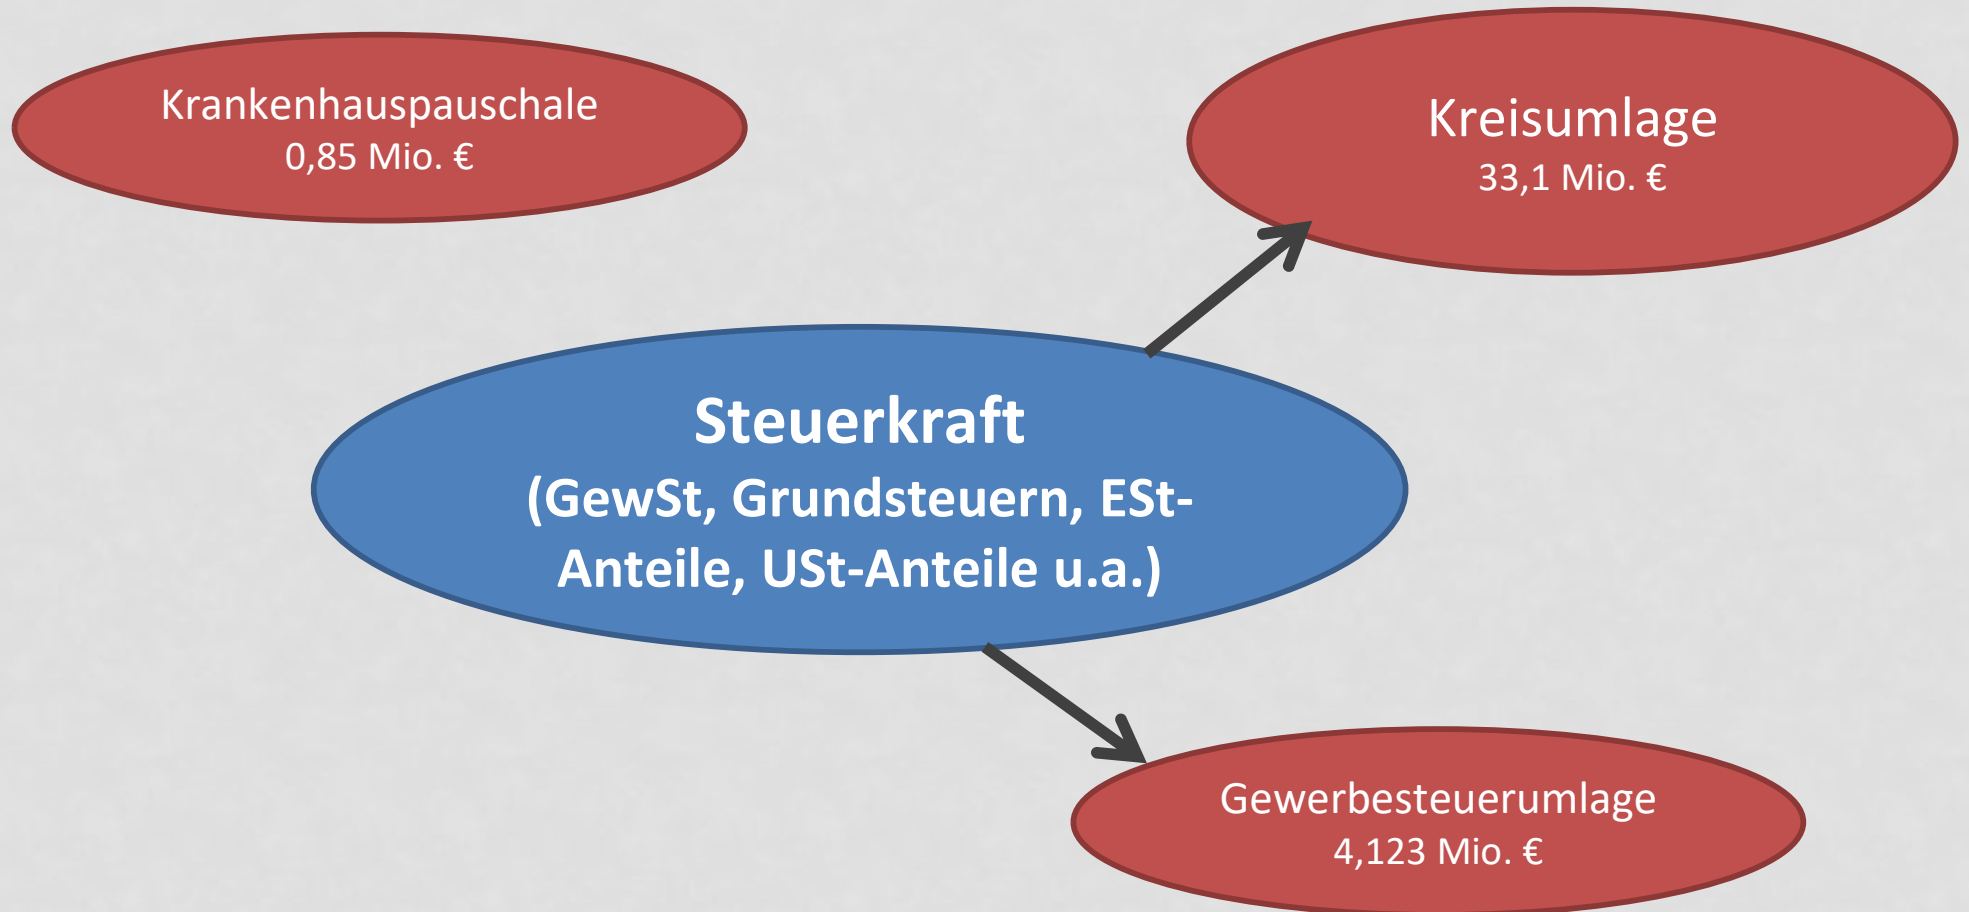 Krankenhauspauschale
0,85 Mio. €
Kreisumlage
33,1 Mio. €
Steuerkraft
(GewSt, Grundsteuern, ESt-
Anteile, USt-Anteile u.a.)
Gewerbesteuerumlage
4,123 Mio. €